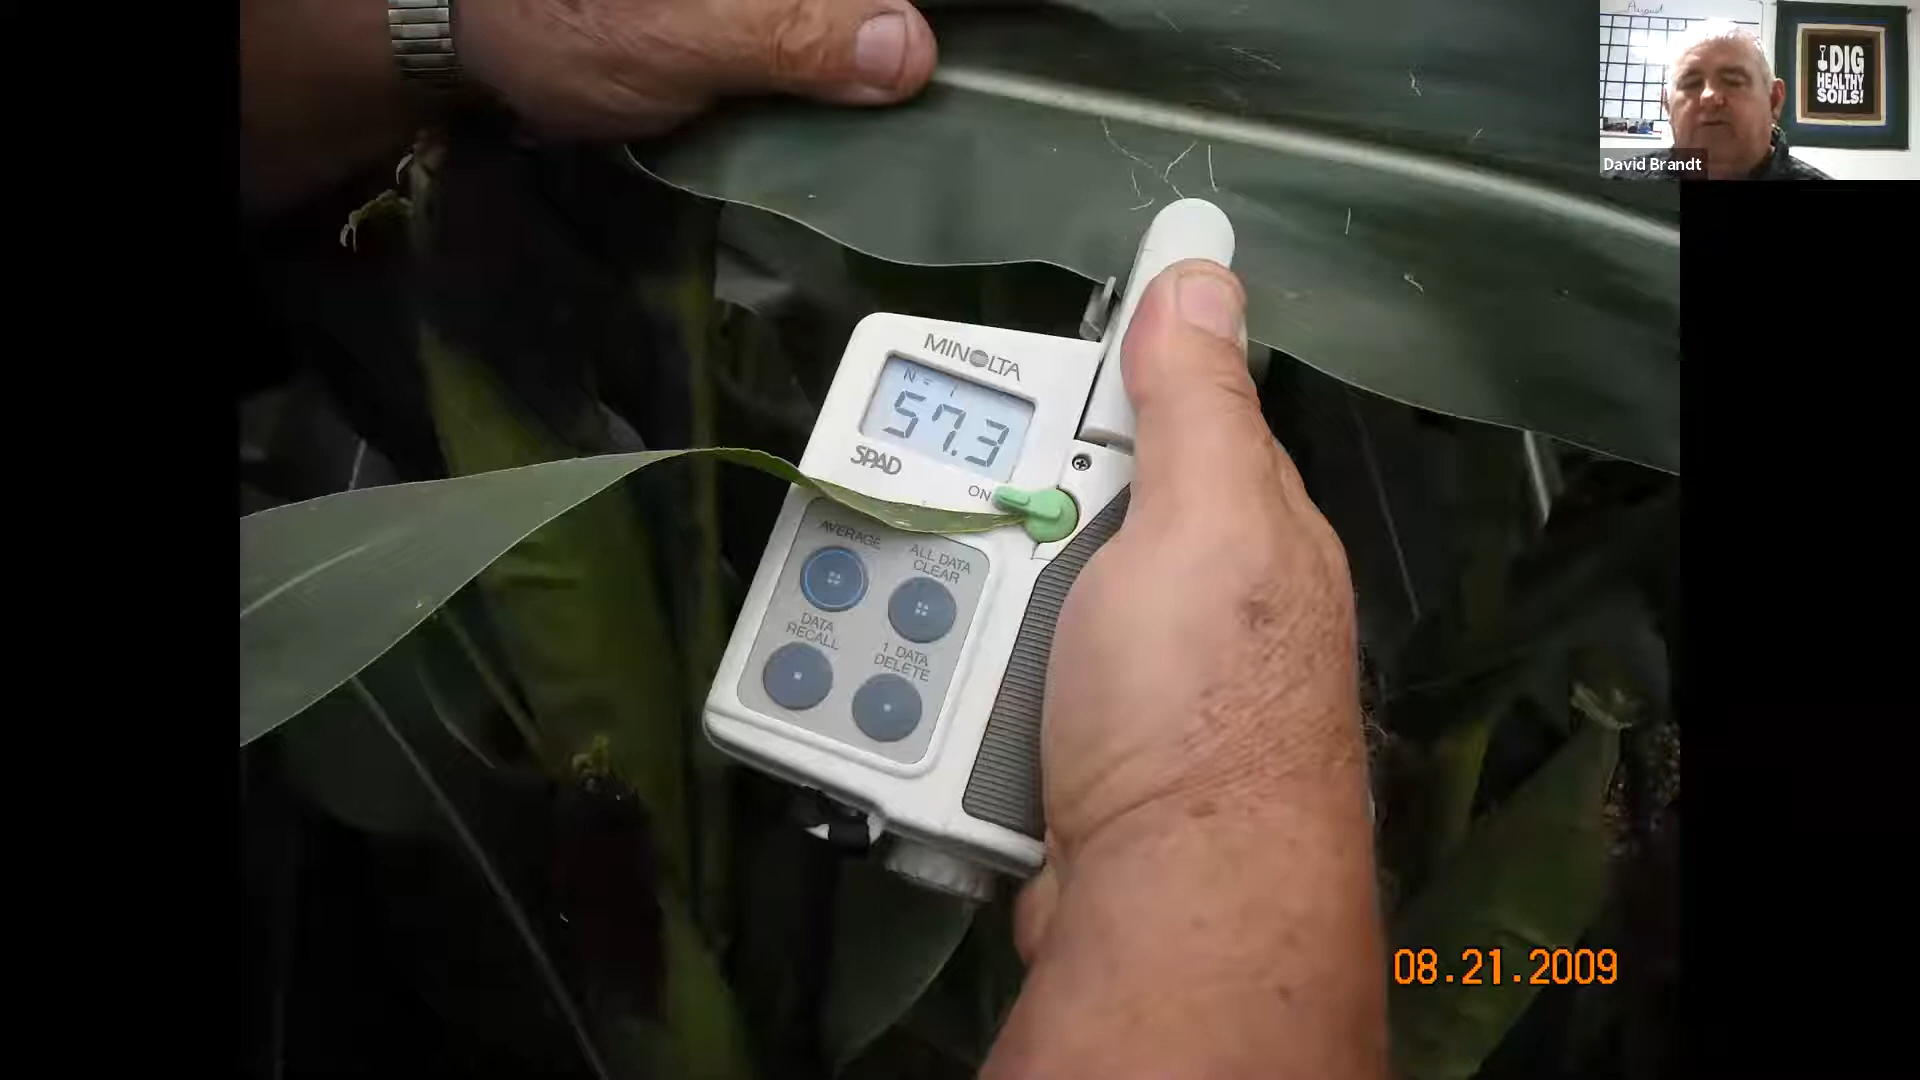 August
DIG
HEALTHY
SOILS!
David Brandt
MINOLTA
N = 1
57.3
SPAD
ON
AVERAGE
ALL DATA
CLEAR
DATA
RECALL
1 DATA
DELETE
08.21.2009